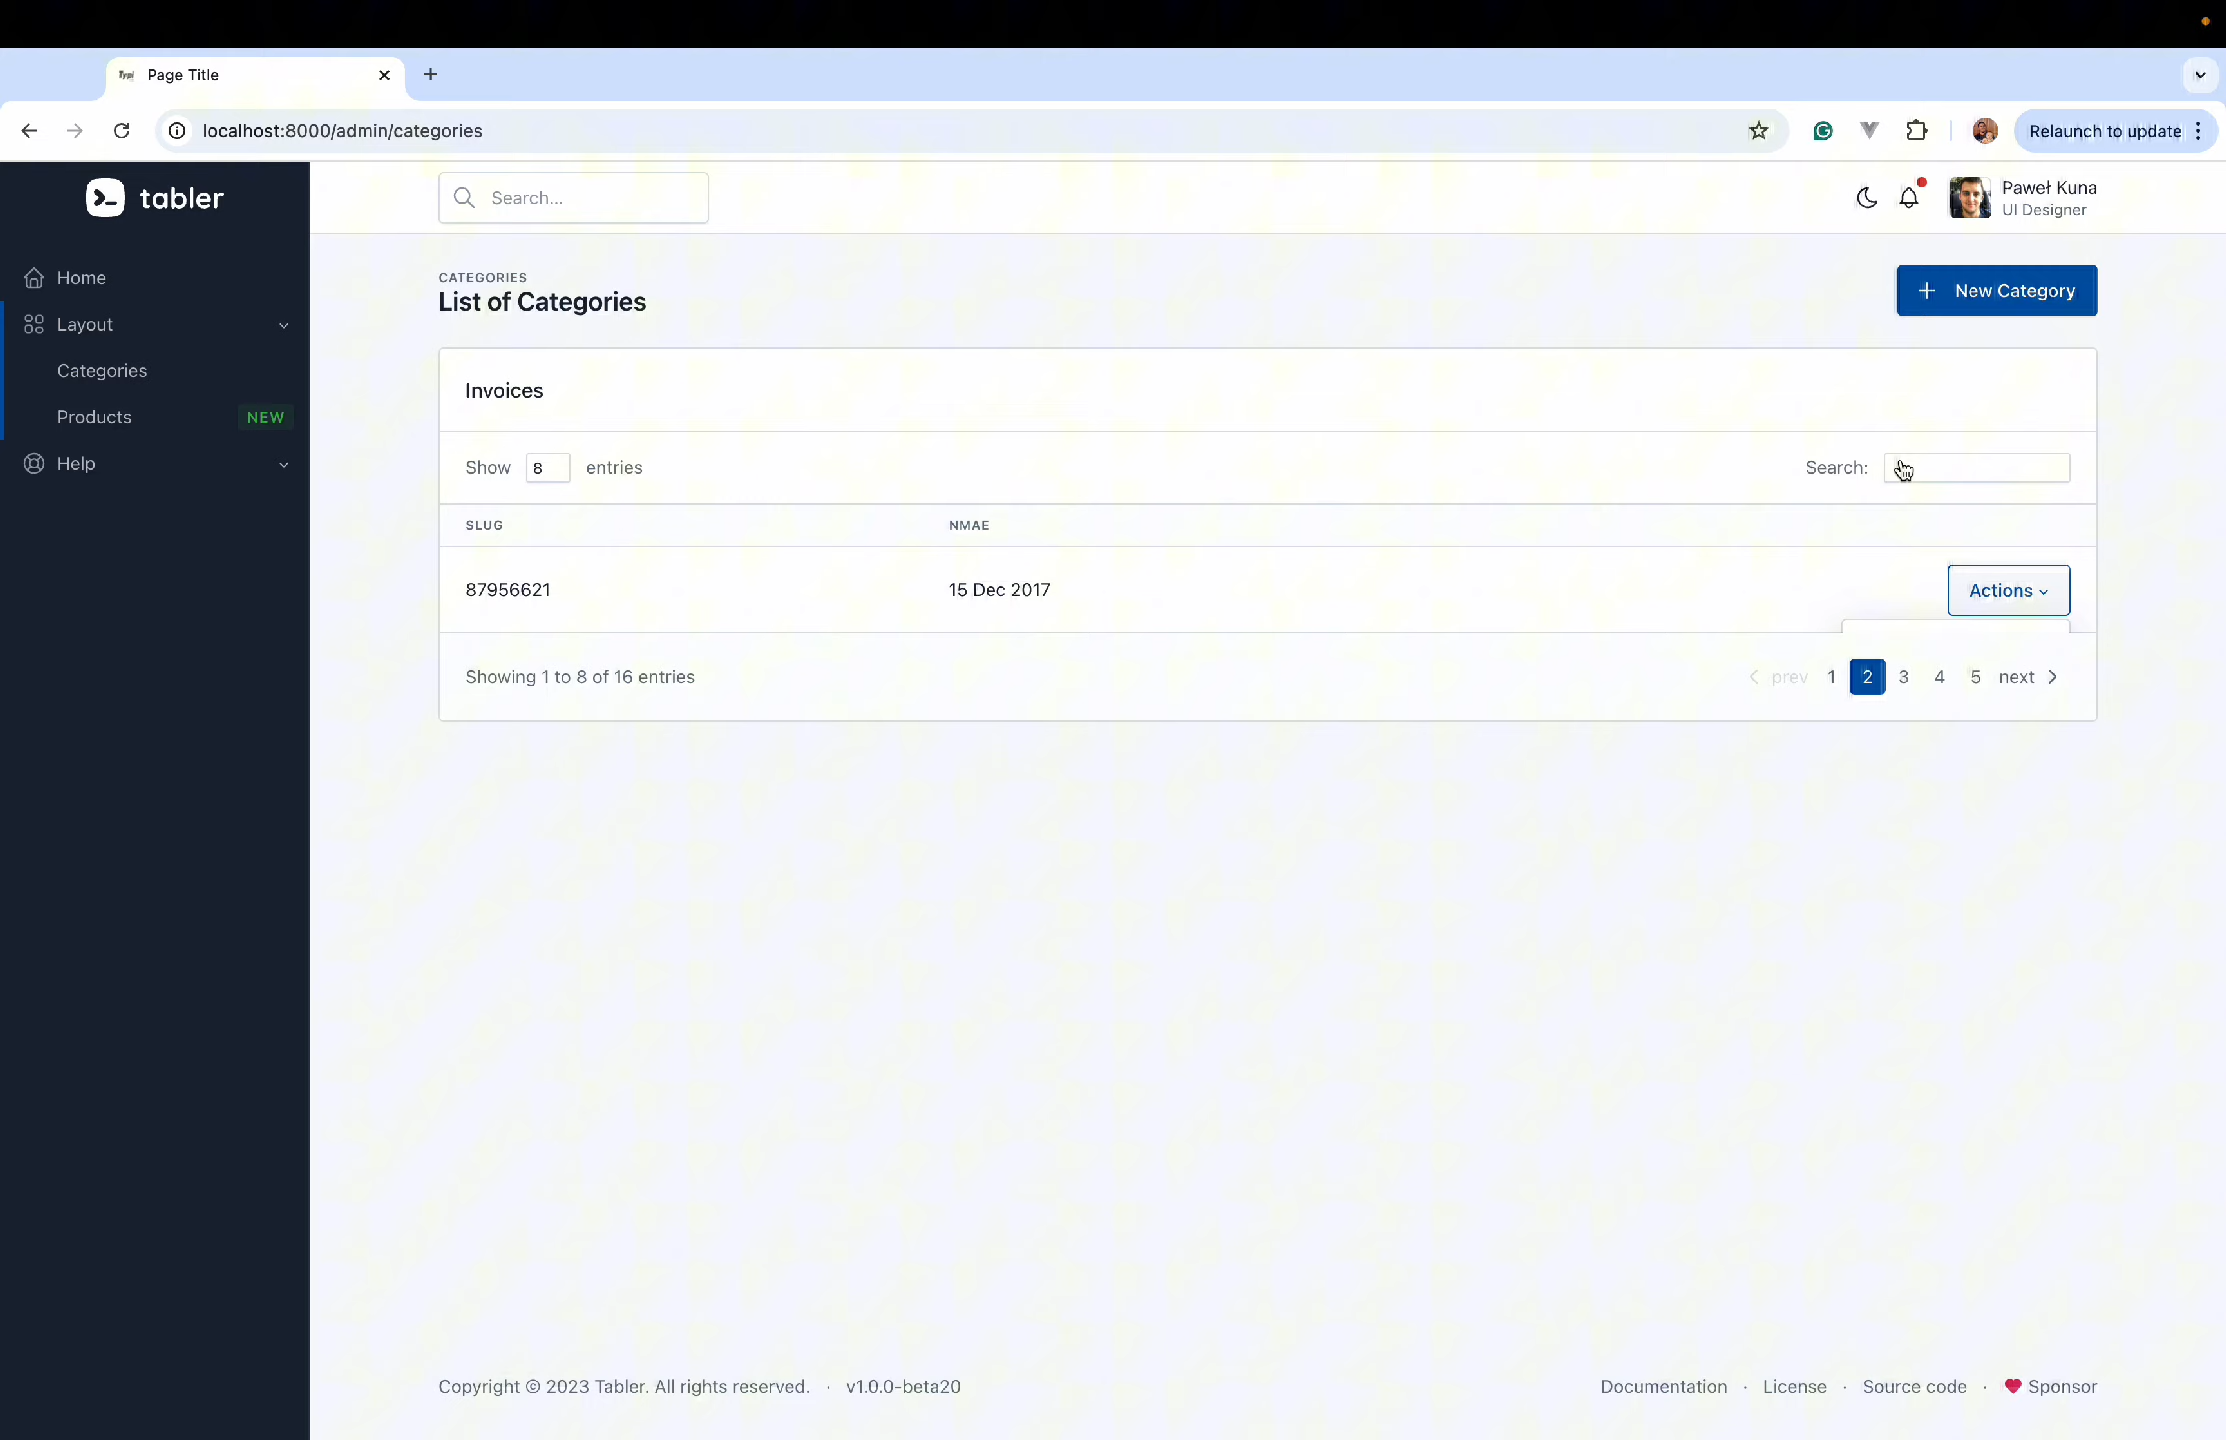 Page Title
localhost:8000/admin/categories
Relaunch to update
tabler
Search...
Paweł Kuna
UI Designer
Home
Layout
Categories
Products NEW
Help
CATEGORIES
List of Categories
New Category
Invoices
Show 8 entries
Search:
SLUG NMAE
87956621 15 Dec 2017 Actions
Showing 1 to 8 of 16 entries
prev 1 2 3 4 5 next
Copyright © 2023 Tabler. All rights reserved. · v1.0.0-beta20
Documentation · License · Source code · Sponsor